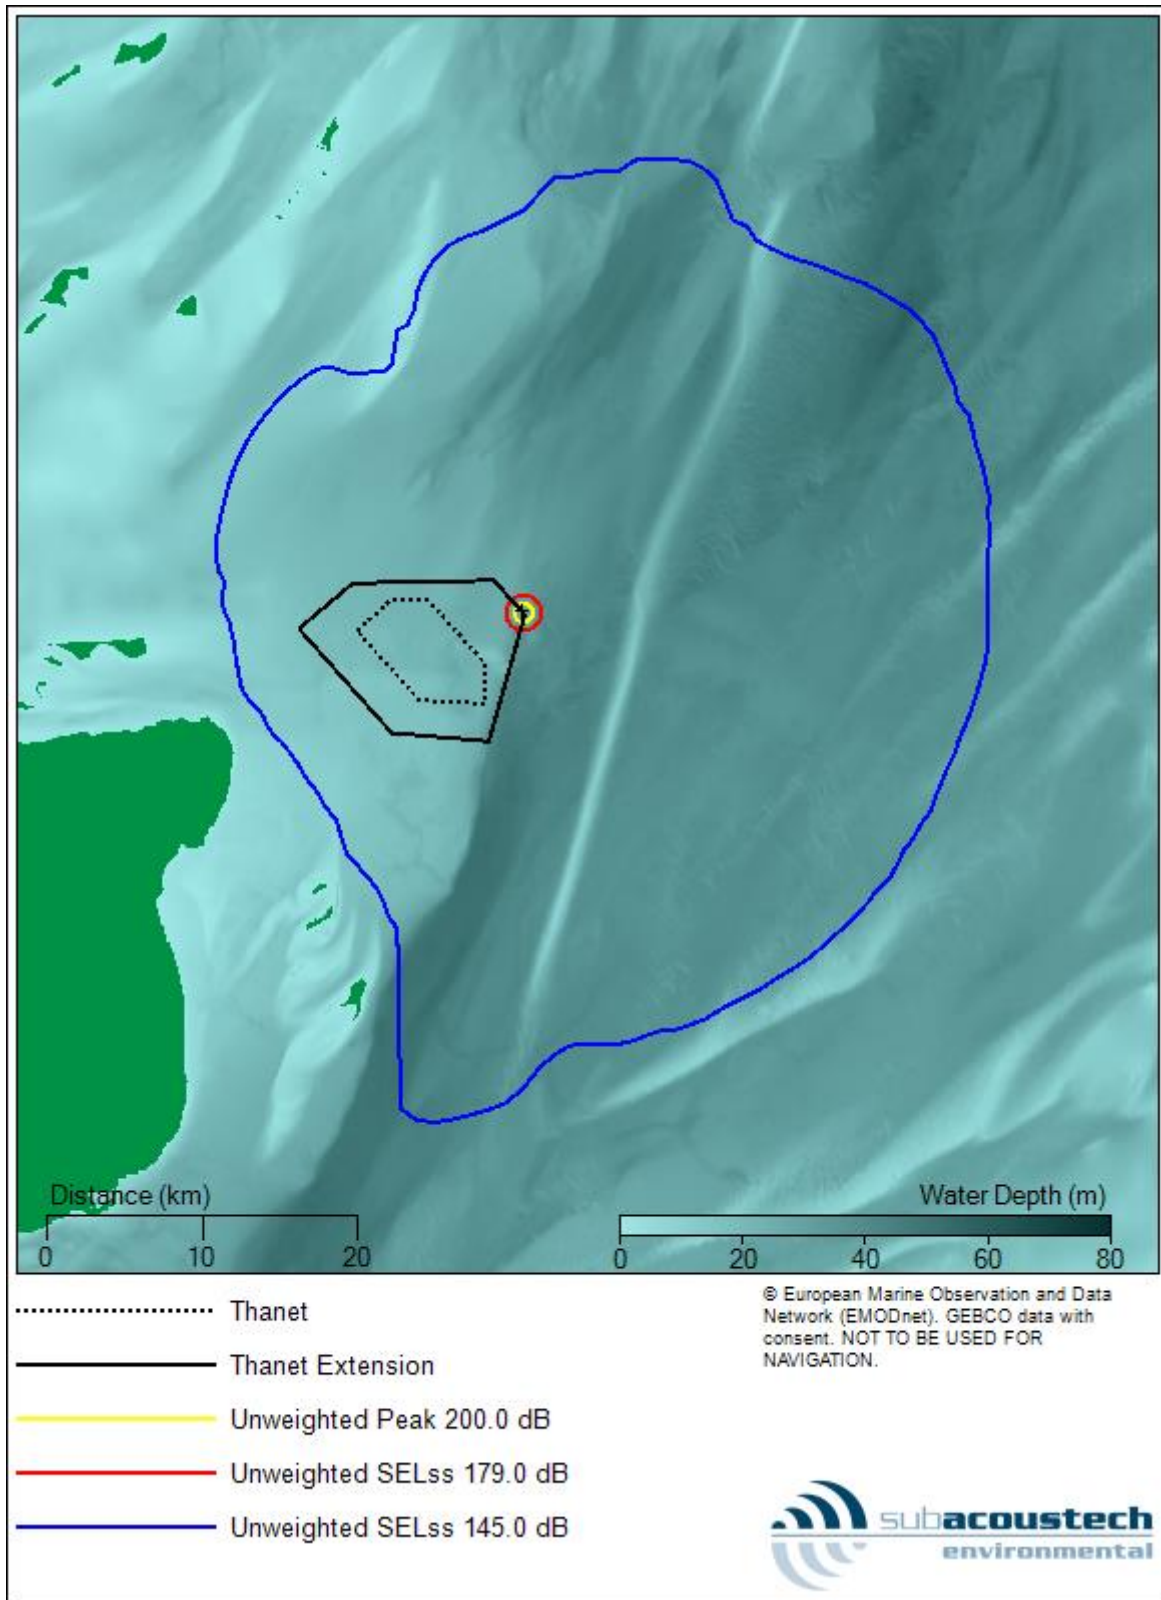 Distance (km)
0 10 20
Water Depth (m)
0 20 40 60 80
Thanet
Thanet Extension
Unweighted Peak 200.0 dB
Unweighted SELss 179.0 dB
Unweighted SELss 145.0 dB
© European Marine Observation and Data
Network (EMODnet). GEBCO data with
consent. NOT TO BE USED FOR
NAVIGATION.
subacoustech
environmental